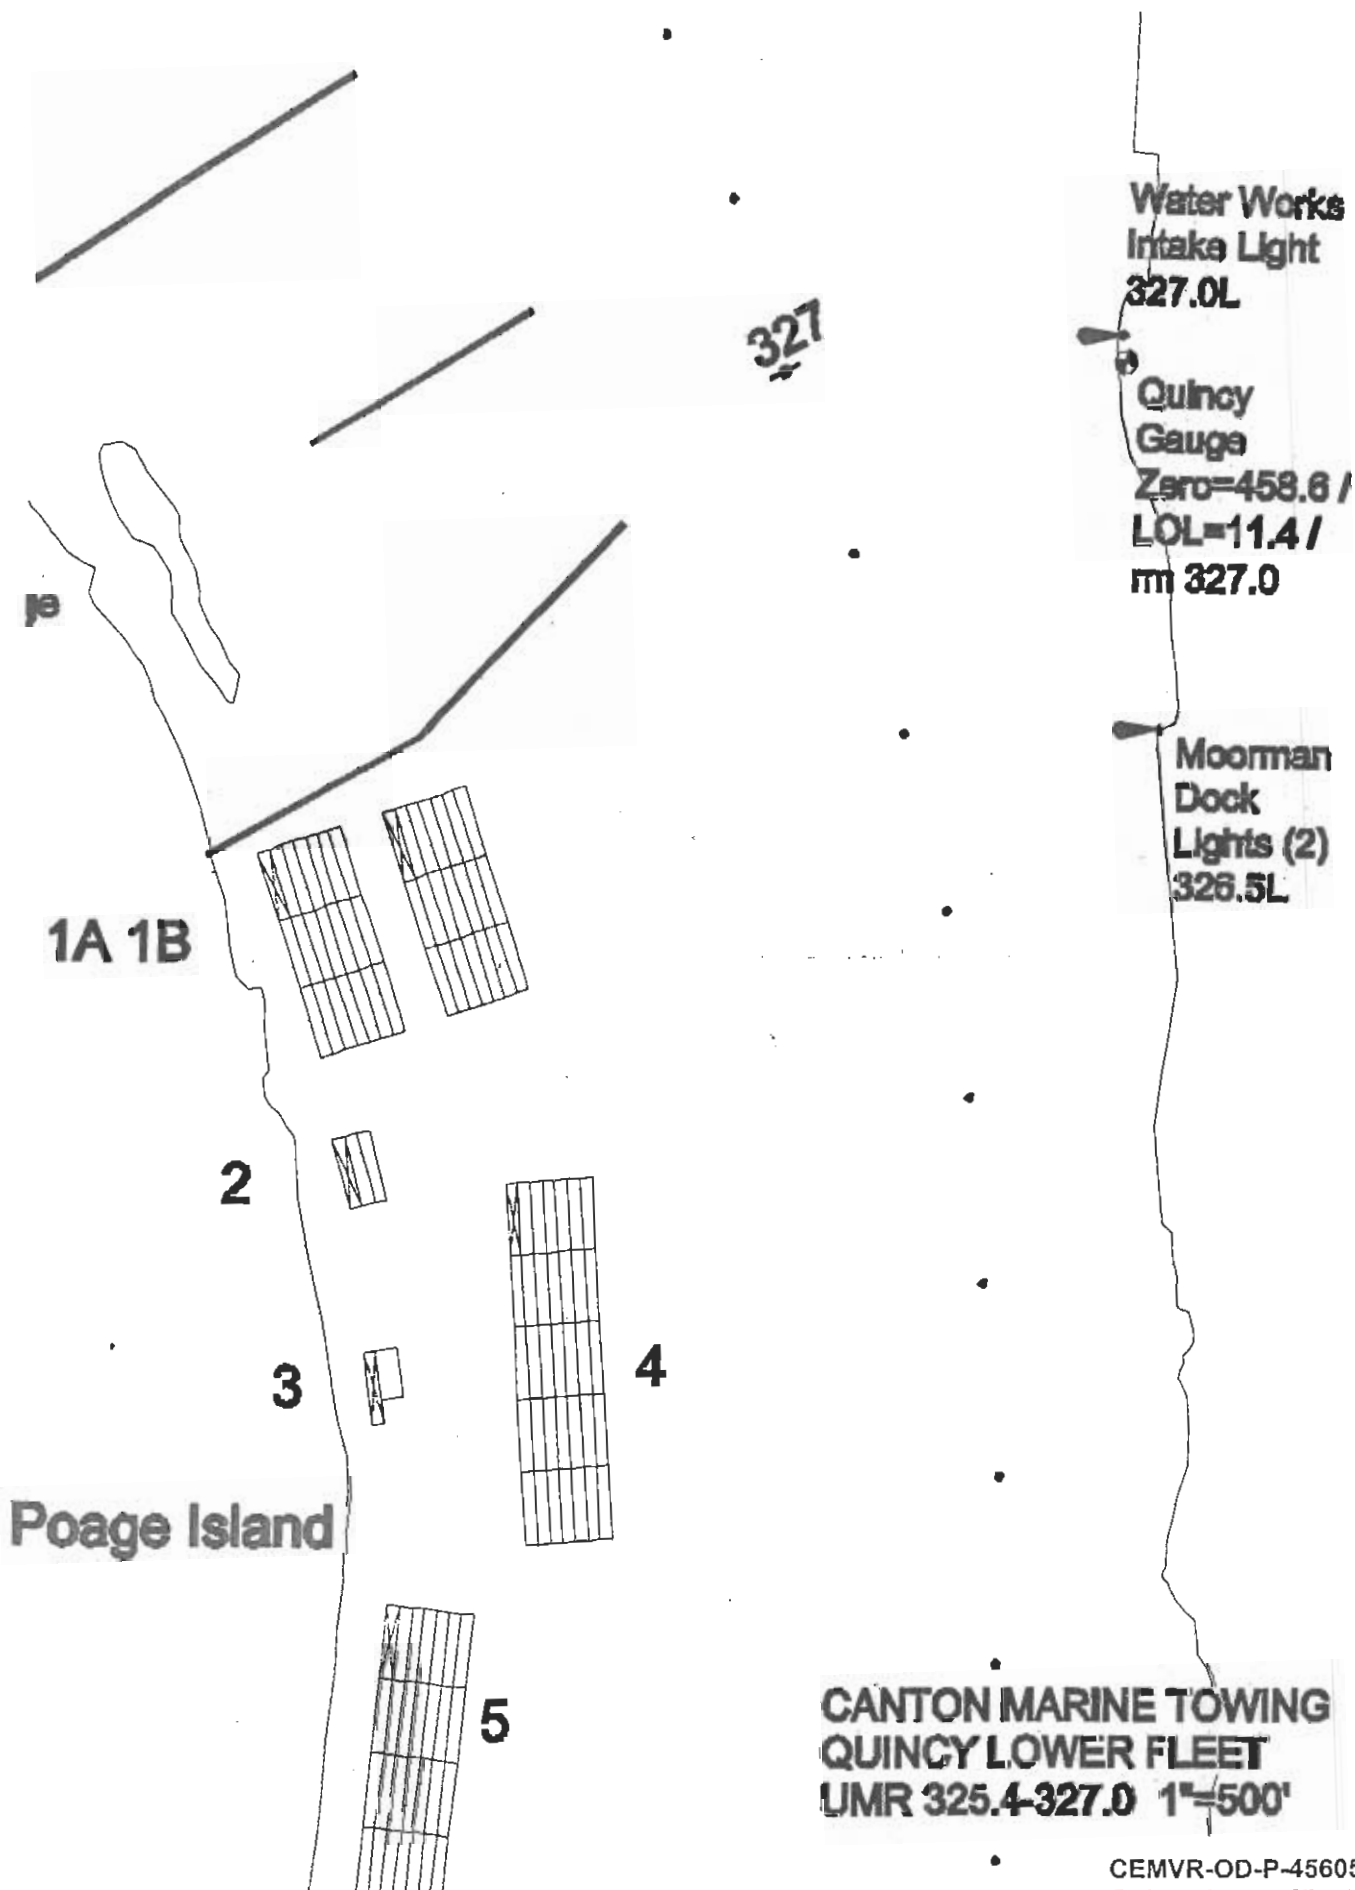 Water Works
Intake Light
327.0L
327
Quincy
Gauge
Zero=458.6 /
LOL=11.4 /
rm 327.0
je
Moorman
Dock
Lights (2)
326.5L
1A 1B
2
3
4
Poage Island
5
CANTON MARINE TOWING
QUINCY LOWER FLEET
UMR 325.4-327.0 1"=500'
CEMVR-OD-P-45605